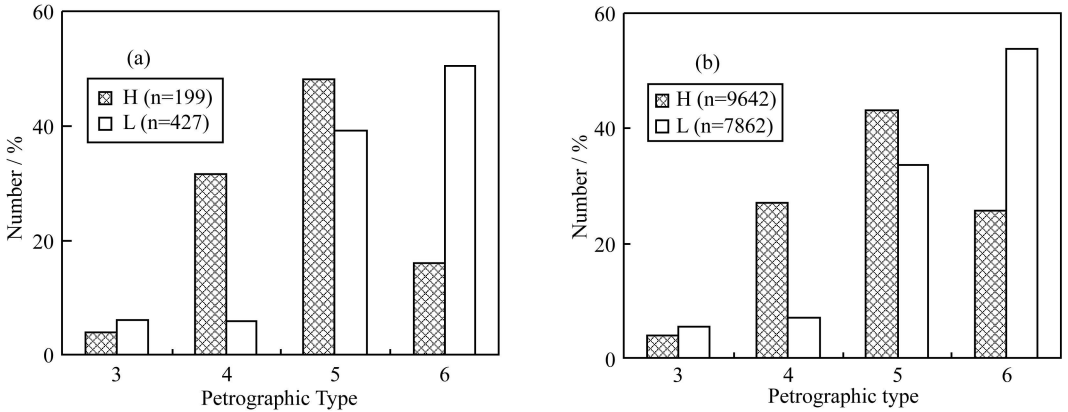 60
40
20
0
Number / %
(a)
H (n=199)
L (n=427)
3 4 5 6
Petrographic Type
60
40
20
0
Number / %
(b)
H (n=9642)
L (n=7862)
3 4 5 6
Petrographic type